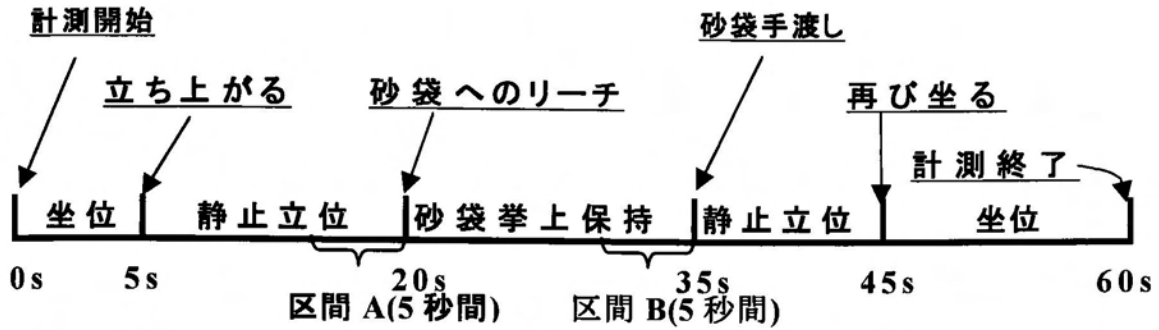 計測開始
砂袋手渡し
立ち上がる
砂袋へのリーチ
再び坐る
計測終了
坐位
静止立位
砂袋挙上保持
静止立位
坐位
0s
5s
20s
35s
45s
60s
区間 A(5 秒間)
区間 B(5 秒間)